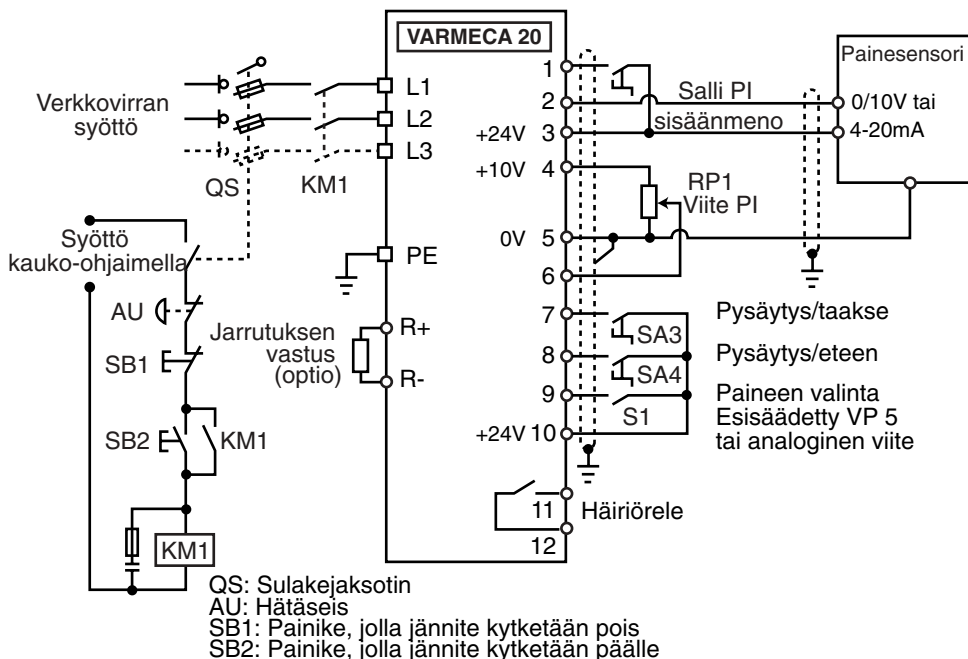 VARMECA 20
Verkkovirran
syöttö
QS
KM1
L1
L2
L3
PE
R+
R-
Syöttö
kauko-ohjaimella
AU
SB1
SB2
KM1
KM1
Jarrutuksen
vastus
(optio)
1
2
+24V 3
+10V 4
0V 5
6
7
8
9
+24V 10
11
12
Salli PI
sisäänmeno
RP1
Viite PI
SA3
SA4
S1
Painesensori
0/10V tai
4-20mA
Pysäytys/taakse
Pysäytys/eteen
Paineen valinta
Esisäädetty VP 5
tai analoginen viite
Häiriörele
QS: Sulakejaksotin
AU: Hätäseis
SB1: Painike, jolla jännite kytketään pois
SB2: Painike, jolla jännite kytketään päälle